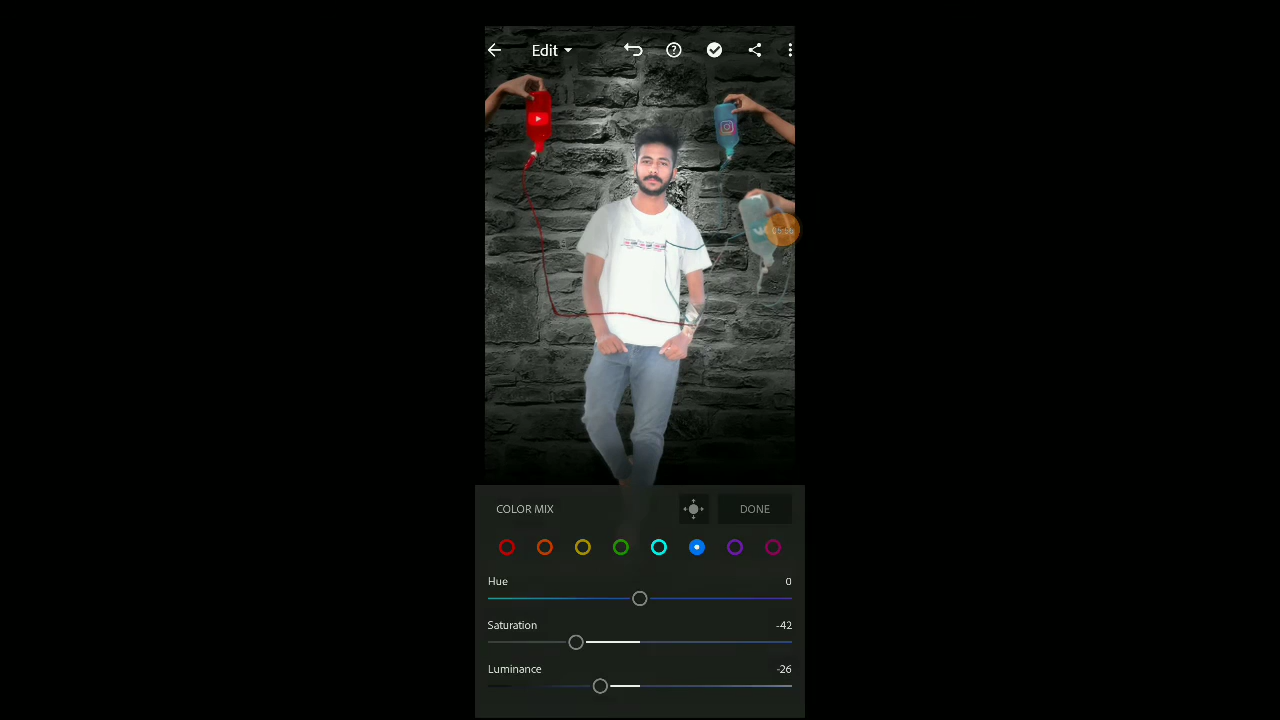 Edit
COLOR MIX
DONE
Hue
0
Saturation
-42
Luminance
-26